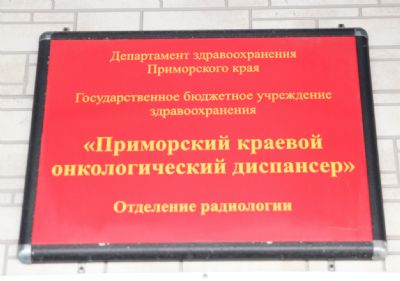 Департамент здравоохранения
Приморского края
Государственное бюджетное учреждение
здравоохранения
«Приморский краевой
онкологический диспансер»
Отделение радиологии